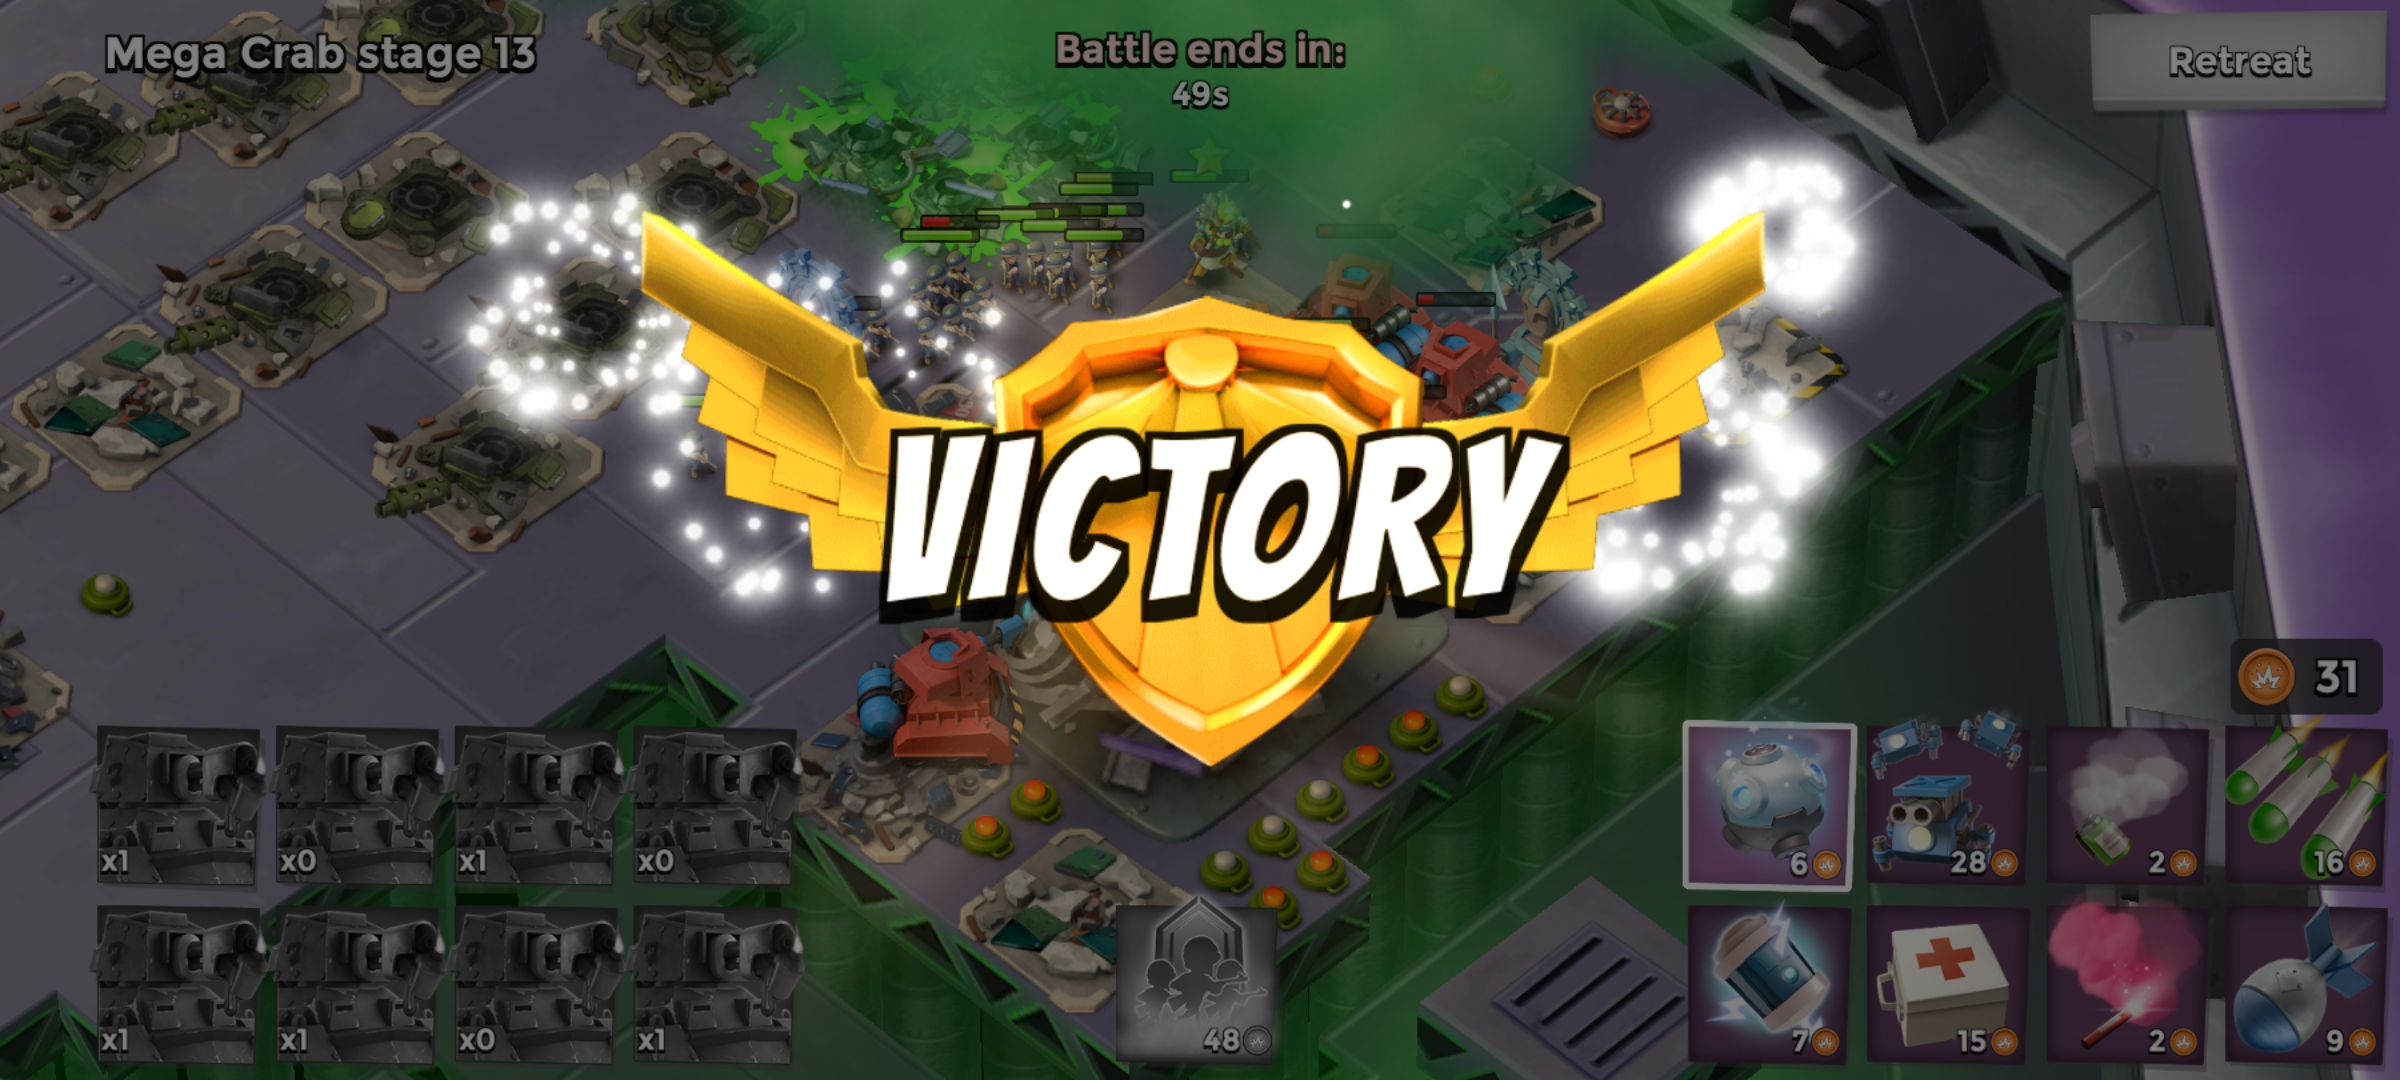 Mega Crab stage 13
Battle ends in:
49s
Retreat
VICTORY
31
x1
x0
x1
x0
6
28
2
16
x1
x1
x0
x1
48
7
15
2
9